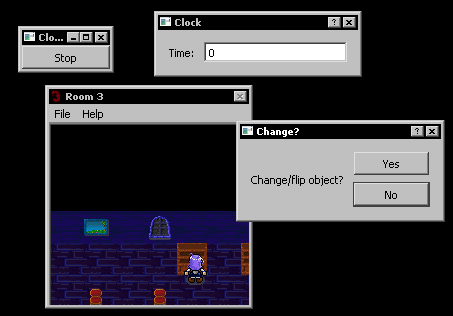 Clo...
Stop
Clock
Time: 0
Room 3
File Help
Change?
Change/flip object?
Yes
No